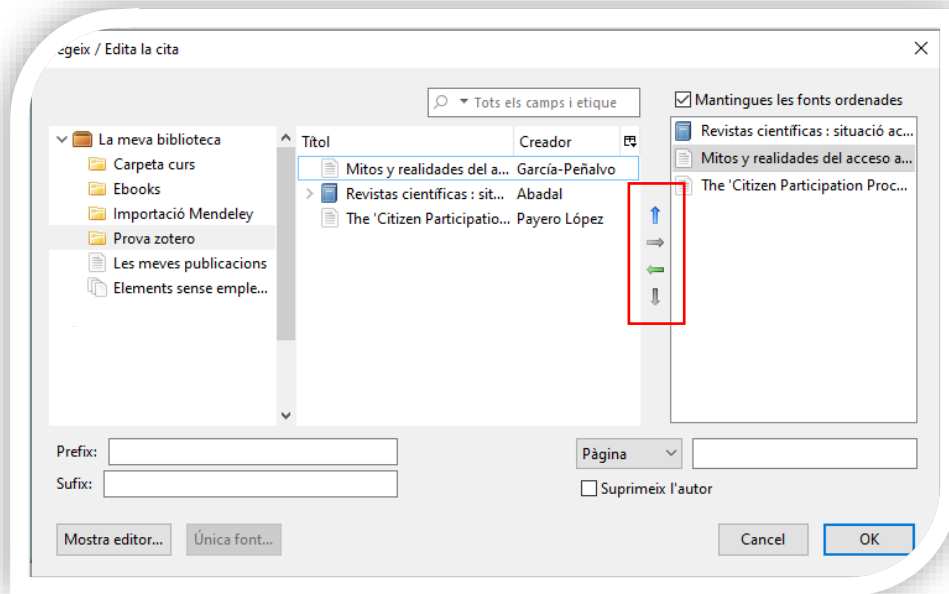 egeix / Edita la cita
Tots els camps i etique
Mantingues les fonts ordenades
La meva biblioteca
Carpeta curs
Ebooks
Importació Mendeley
Prova zotero
Les meves publicacions
Elements sense emple...
Títol Creador
Mitos y realidades del a... García-Peñalvo
Revistas científicas : sit... Abadal
The 'Citizen Participatio... Payero López
Revistas científicas : situació ac...
Mitos y realidades del acceso a...
The 'Citizen Participation Proc...
Prefix:
Sufix:
Pàgina
Suprimeix l'autor
Mostra editor...
Única font...
Cancel
OK